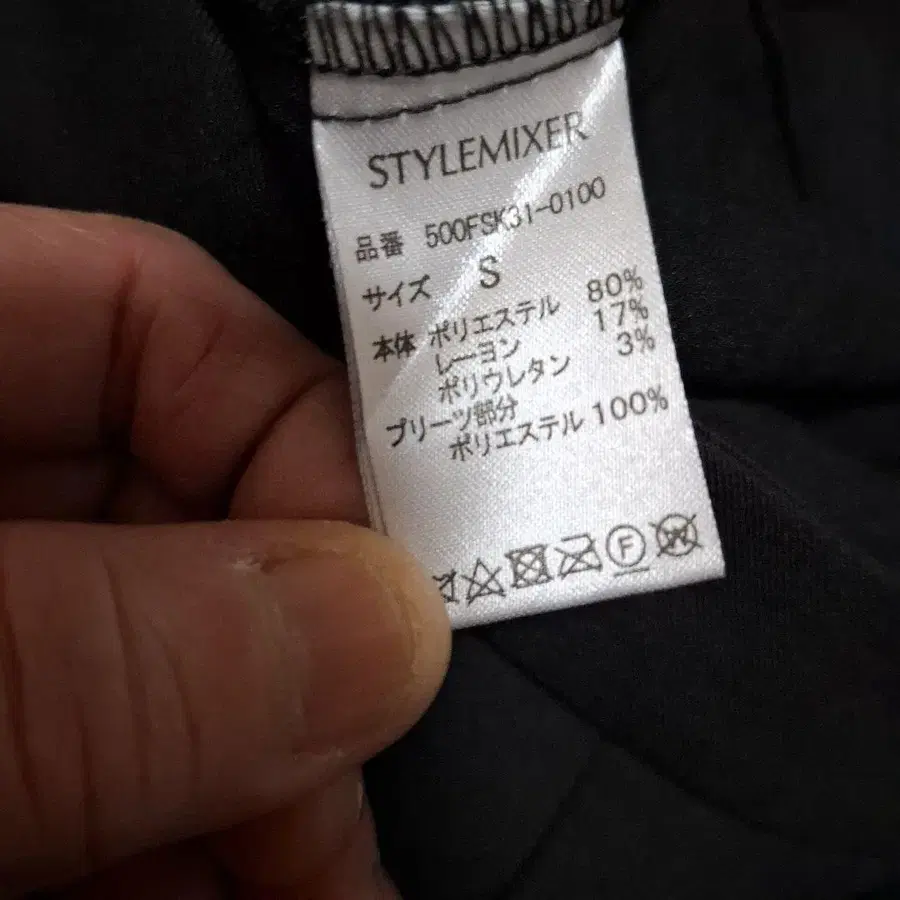 STYLEMIXER
品番 500FSK31-0100
サイズ S
本体 ポリエステル 80%
レーヨン 17%
ポリウレタン 3%
プリーツ部分
ポリエステル 100%
F W